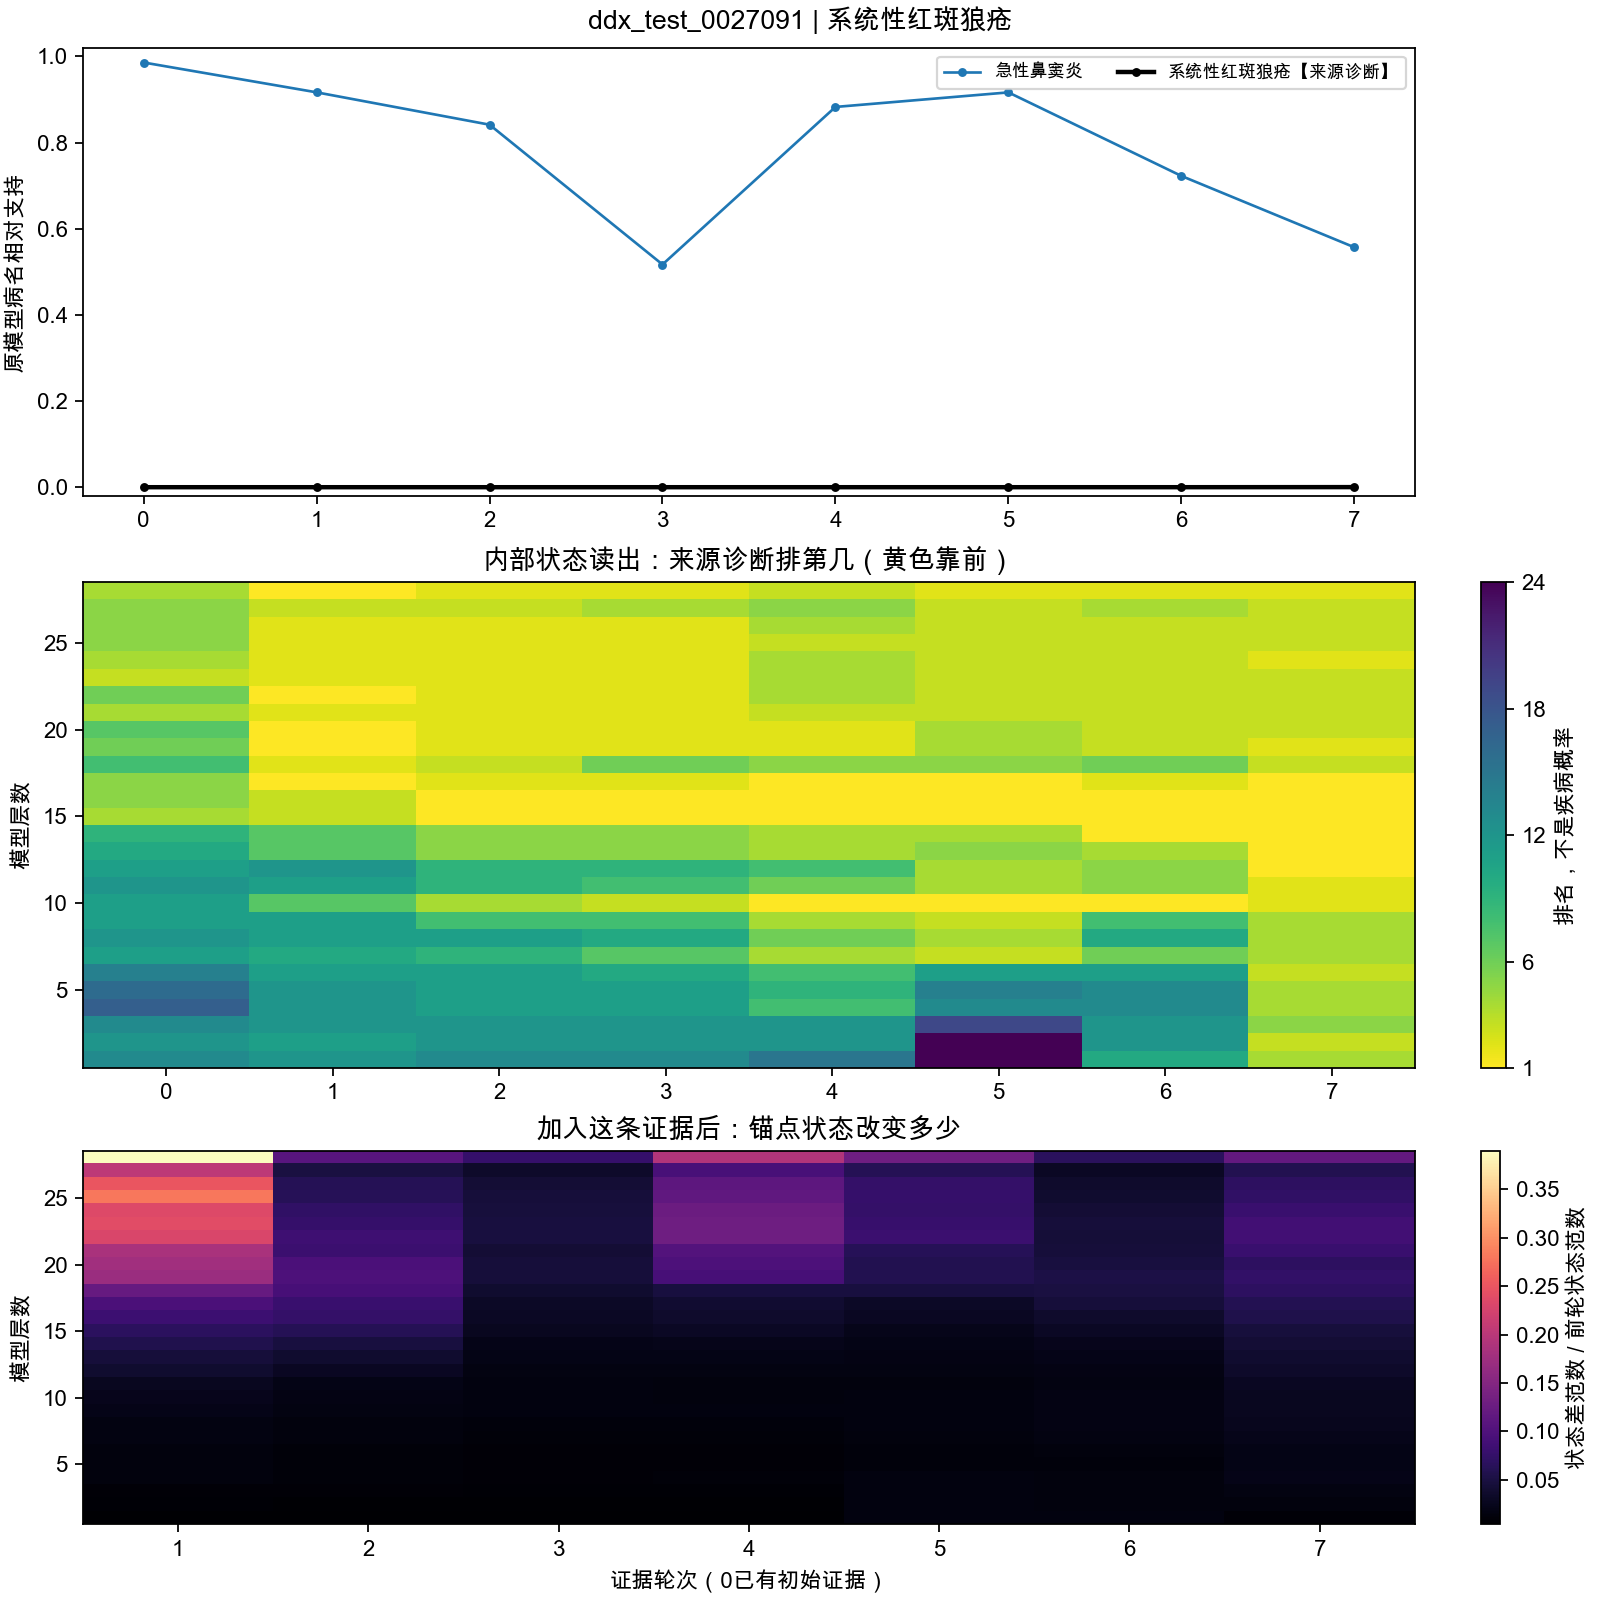 ddx_test_0027091 | 系统性红斑狼疮
急性鼻窦炎
系统性红斑狼疮【来源诊断】
原模型病名相对支持
1.0
0.8
0.6
0.4
0.2
0.0
0 1 2 3 4 5 6 7
内部状态读出：来源诊断排第几（黄色靠前）
模型层数
25
20
15
10
5
0 1 2 3 4 5 6 7
24
18
12
6
1
排名，不是疾病概率
加入这条证据后：锚点状态改变多少
模型层数
25
20
15
10
5
1 2 3 4 5 6 7
证据轮次（0已有初始证据）
0.35
0.30
0.25
0.20
0.15
0.10
0.05
状态差范数 / 前轮状态范数